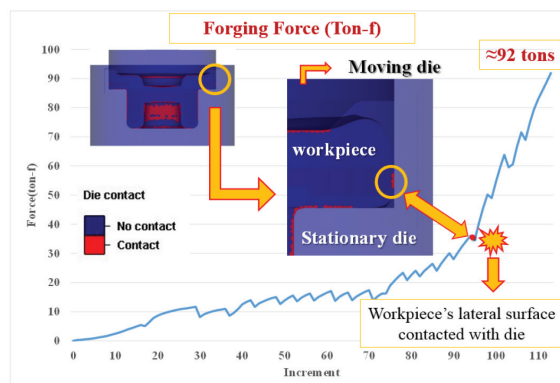 Forging Force (Ton-f)
≈92 tons
Moving die
workpiece
Stationary die
Die contact
No contact
Contact
Workpiece's lateral surface
contacted with die
Force(ton-f)
100
90
80
70
60
50
40
30
20
10
0
0 10 20 30 40 50 60 70 80 90 100 110
Increment